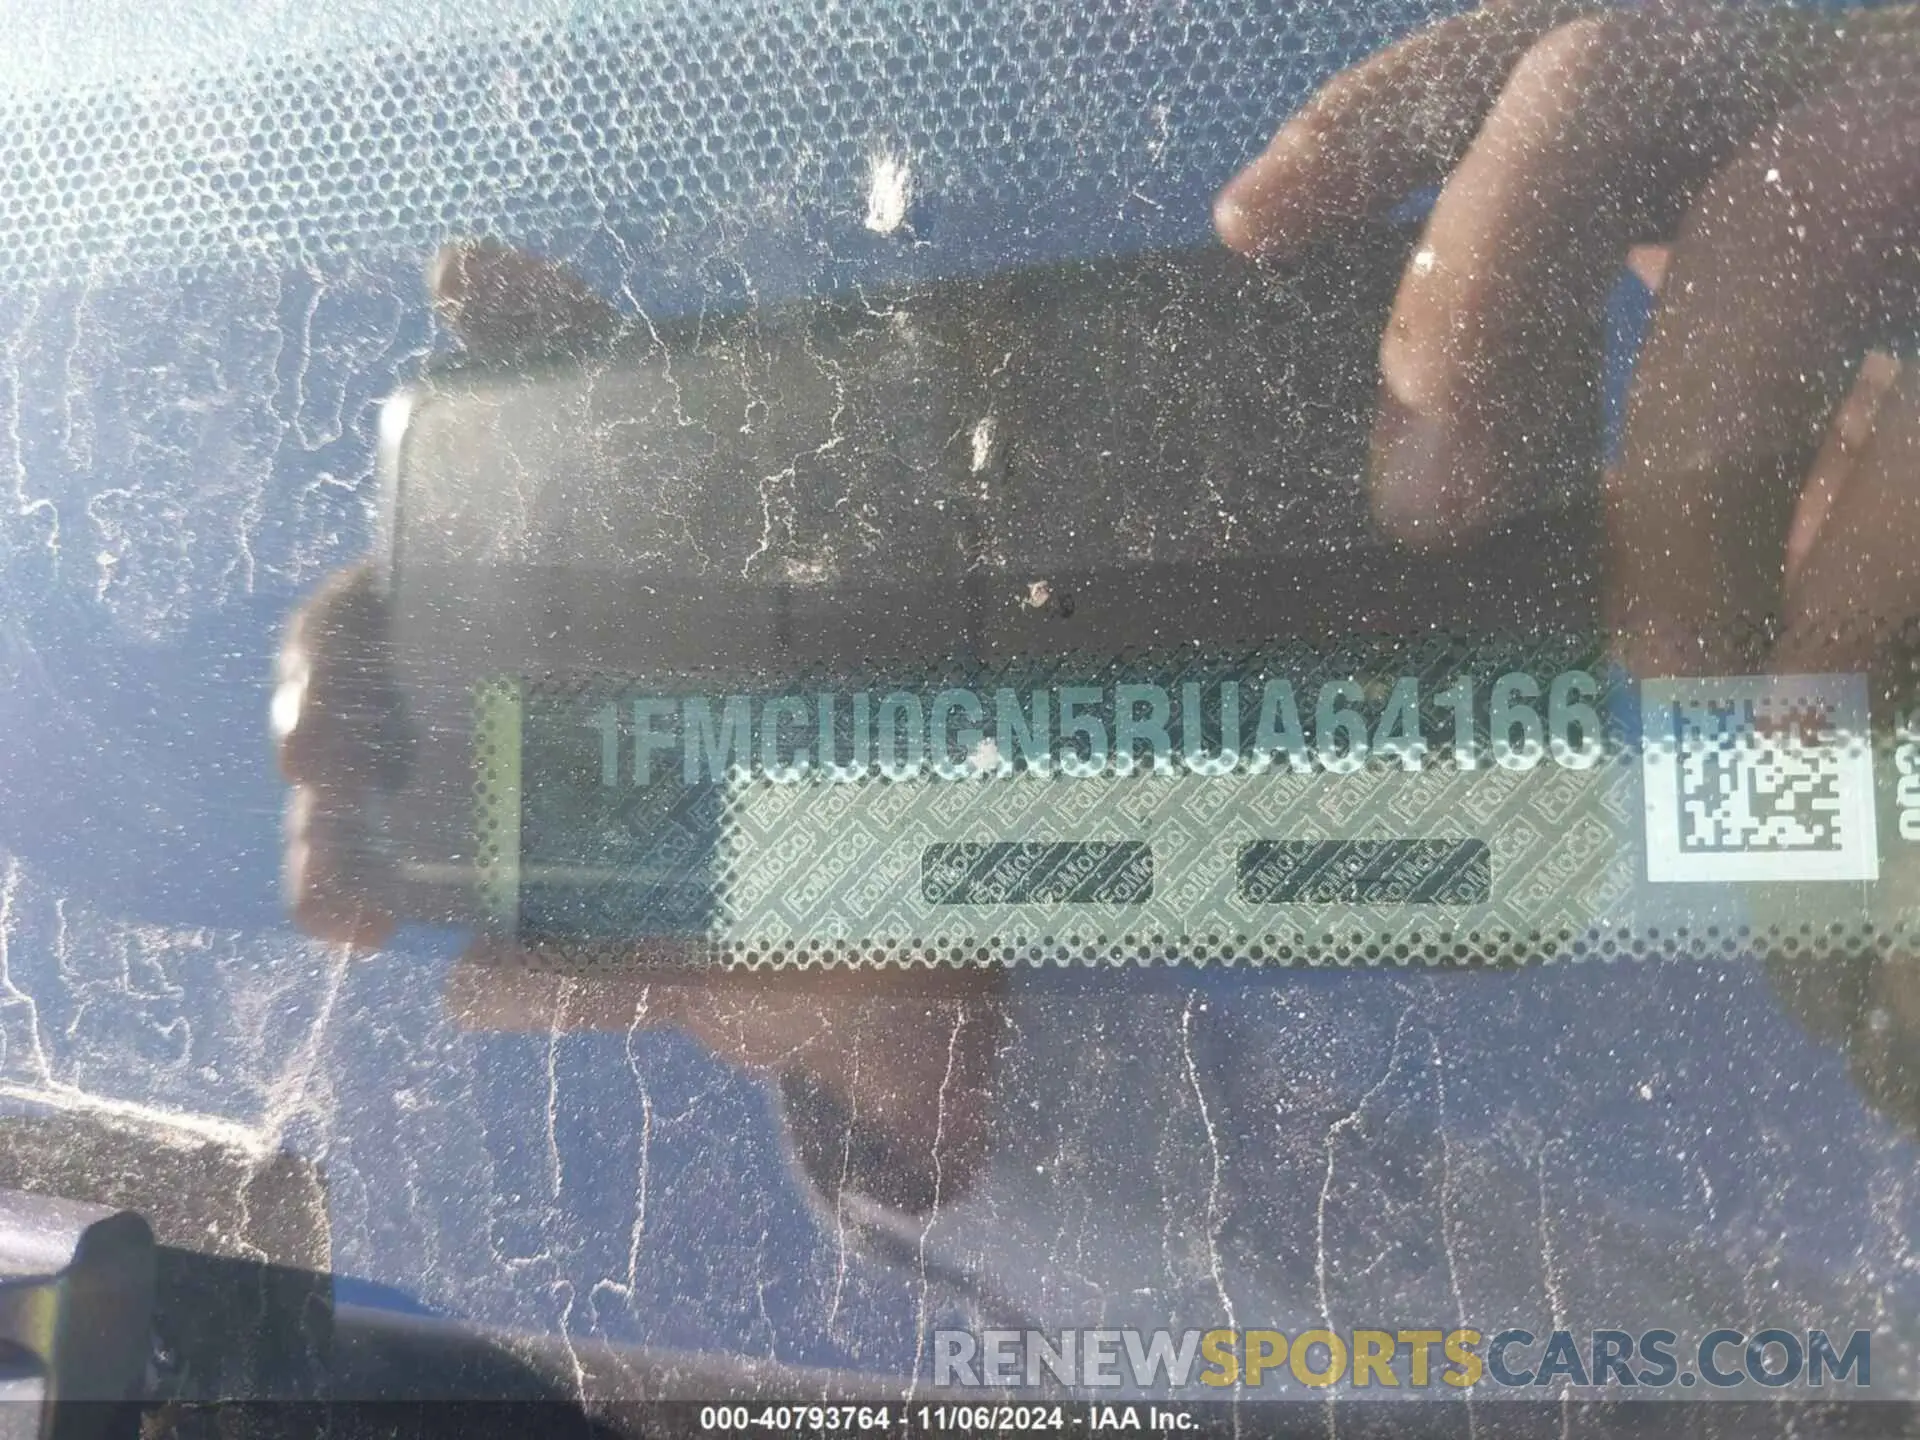 1FMCU0GN5RUA64166
RENEWSPORTSCARS.COM
000-40793764 - 11/06/2024 - IAA Inc.